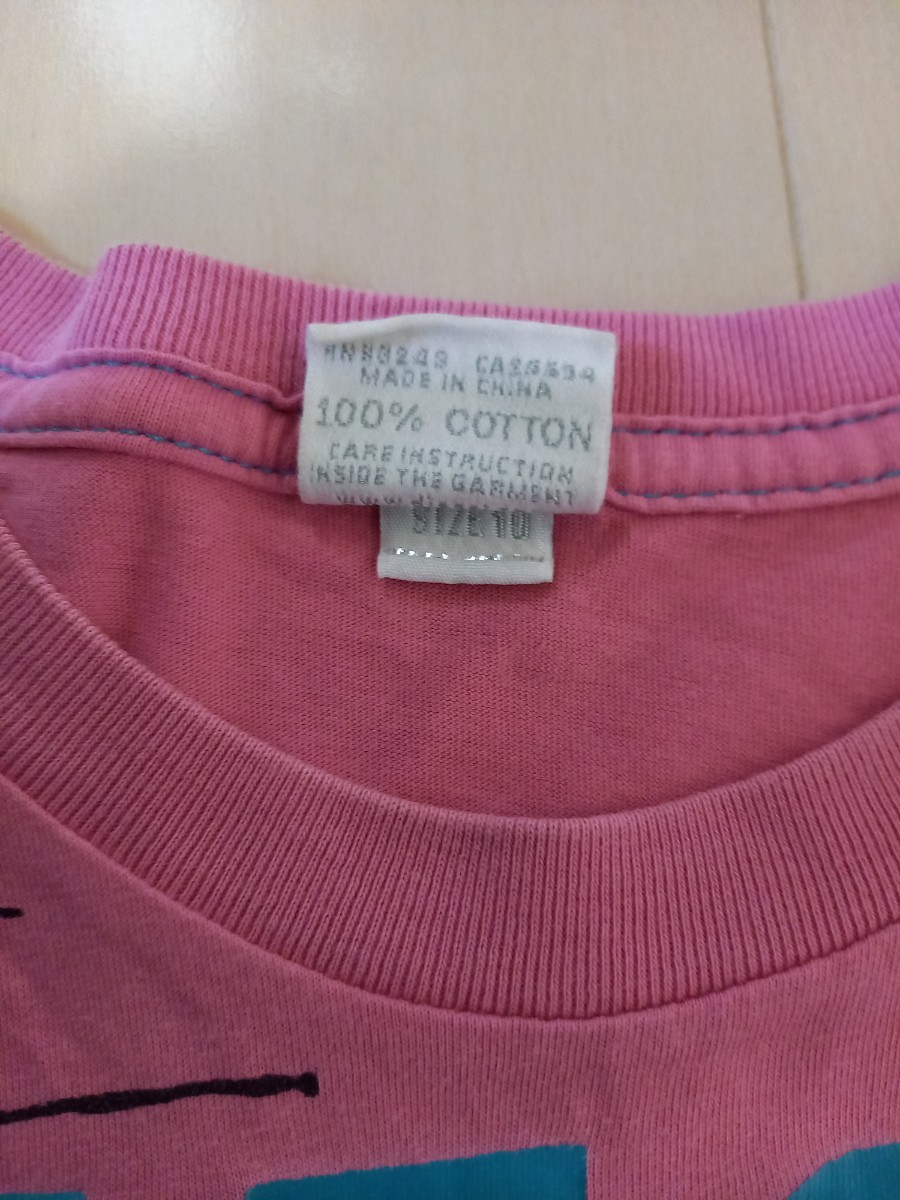 MADE IN CHINA
100% COTTON
CARE INSTRUCTION
INSIDE THE GARMENT
SIZE 10